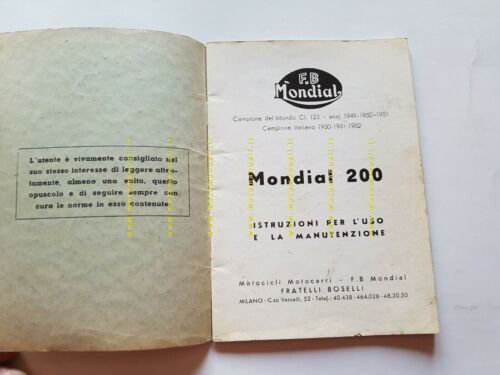 L'utente è vivamente consigliato nel
suo stesso interesse di leggere atten-
tamente, almeno una volta, questo
opuscolo e di seguire sempre con
cura le norme in esso contenute.
F.B
Mondial
Campione del Mondo Cl. 125 - anni 1949-1950-1951
Campione Italiano 1950-1951-1952
Mondial 200
ISTRUZIONI PER L'USO
E LA MANUTENZIONE
Motocicli Motocarri - F.B Mondial
FRATELLI BOSELLI
MILANO - C.so Vercelli, 52 - Telef.: 40.438 - 464.028 - 48.20.50